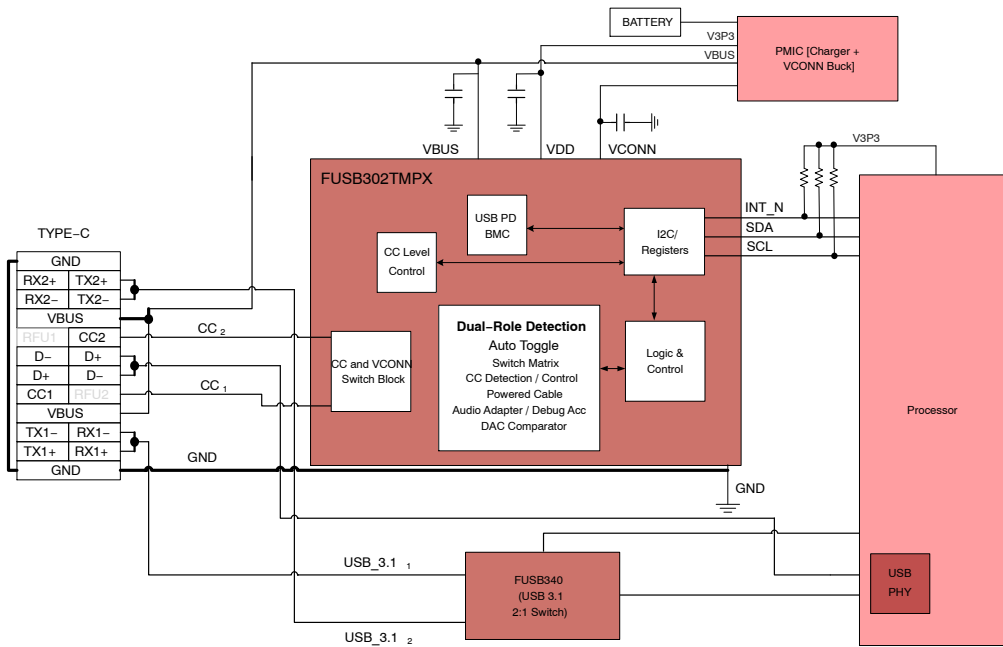 BATTERY
V3P3
VBUS
PMIC [Charger +
VCONN Buck]
VBUS
VDD
VCONN
V3P3
FUSB302TMPX
USB PD
BMC
I2C/
Registers
INT_N
SDA
SCL
CC Level
Control
TYPE-C
GND
RX2+ TX2+
RX2- TX2-
VBUS
RFU1 CC2
D- D+
D+ D-
CC1 RFU2
VBUS
TX1- RX1-
TX1+ RX1+
GND
CC 2
CC 1
GND
CC and VCONN
Switch Block
Dual-Role Detection
Auto Toggle
Switch Matrix
CC Detection / Control
Powered Cable
Audio Adapter / Debug Acc
DAC Comparator
Logic &
Control
Processor
GND
USB_3.1 1
USB_3.1 2
FUSB340
(USB 3.1
2:1 Switch)
USB
PHY